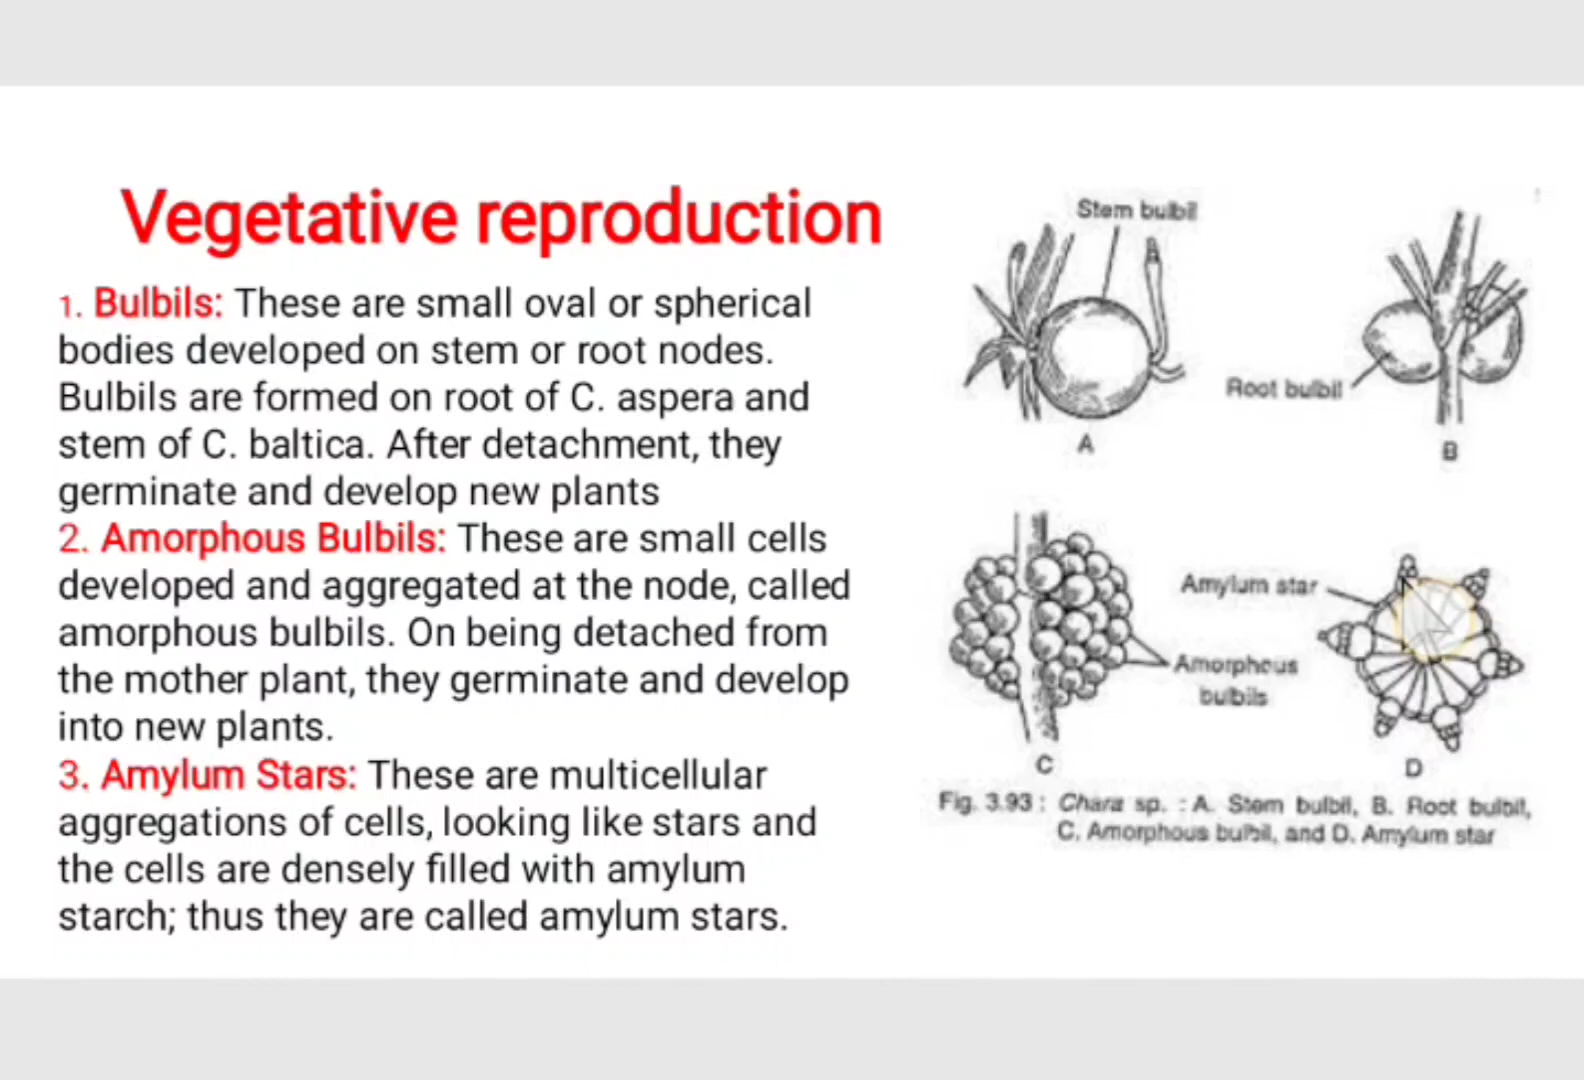 Vegetative reproduction
1. Bulbils: These are small oval or spherical
bodies developed on stem or root nodes.
Bulbils are formed on root of C. aspera and
stem of C. baltica. After detachment, they
germinate and develop new plants
2. Amorphous Bulbils: These are small cells
developed and aggregated at the node, called
amorphous bulbils. On being detached from
the mother plant, they germinate and develop
into new plants.
3. Amylum Stars: These are multicellular
aggregations of cells, looking like stars and
the cells are densely filled with amylum
starch; thus they are called amylum stars.
Stem bulbil
Root bulbil
A
B
Amylum star
Amorphous
bulbils
C
D
Fig. 3.93 : Chara sp. : A. Stem bulbil, B. Root bulbil,
C. Amorphous bulbil, and D. Amylum star